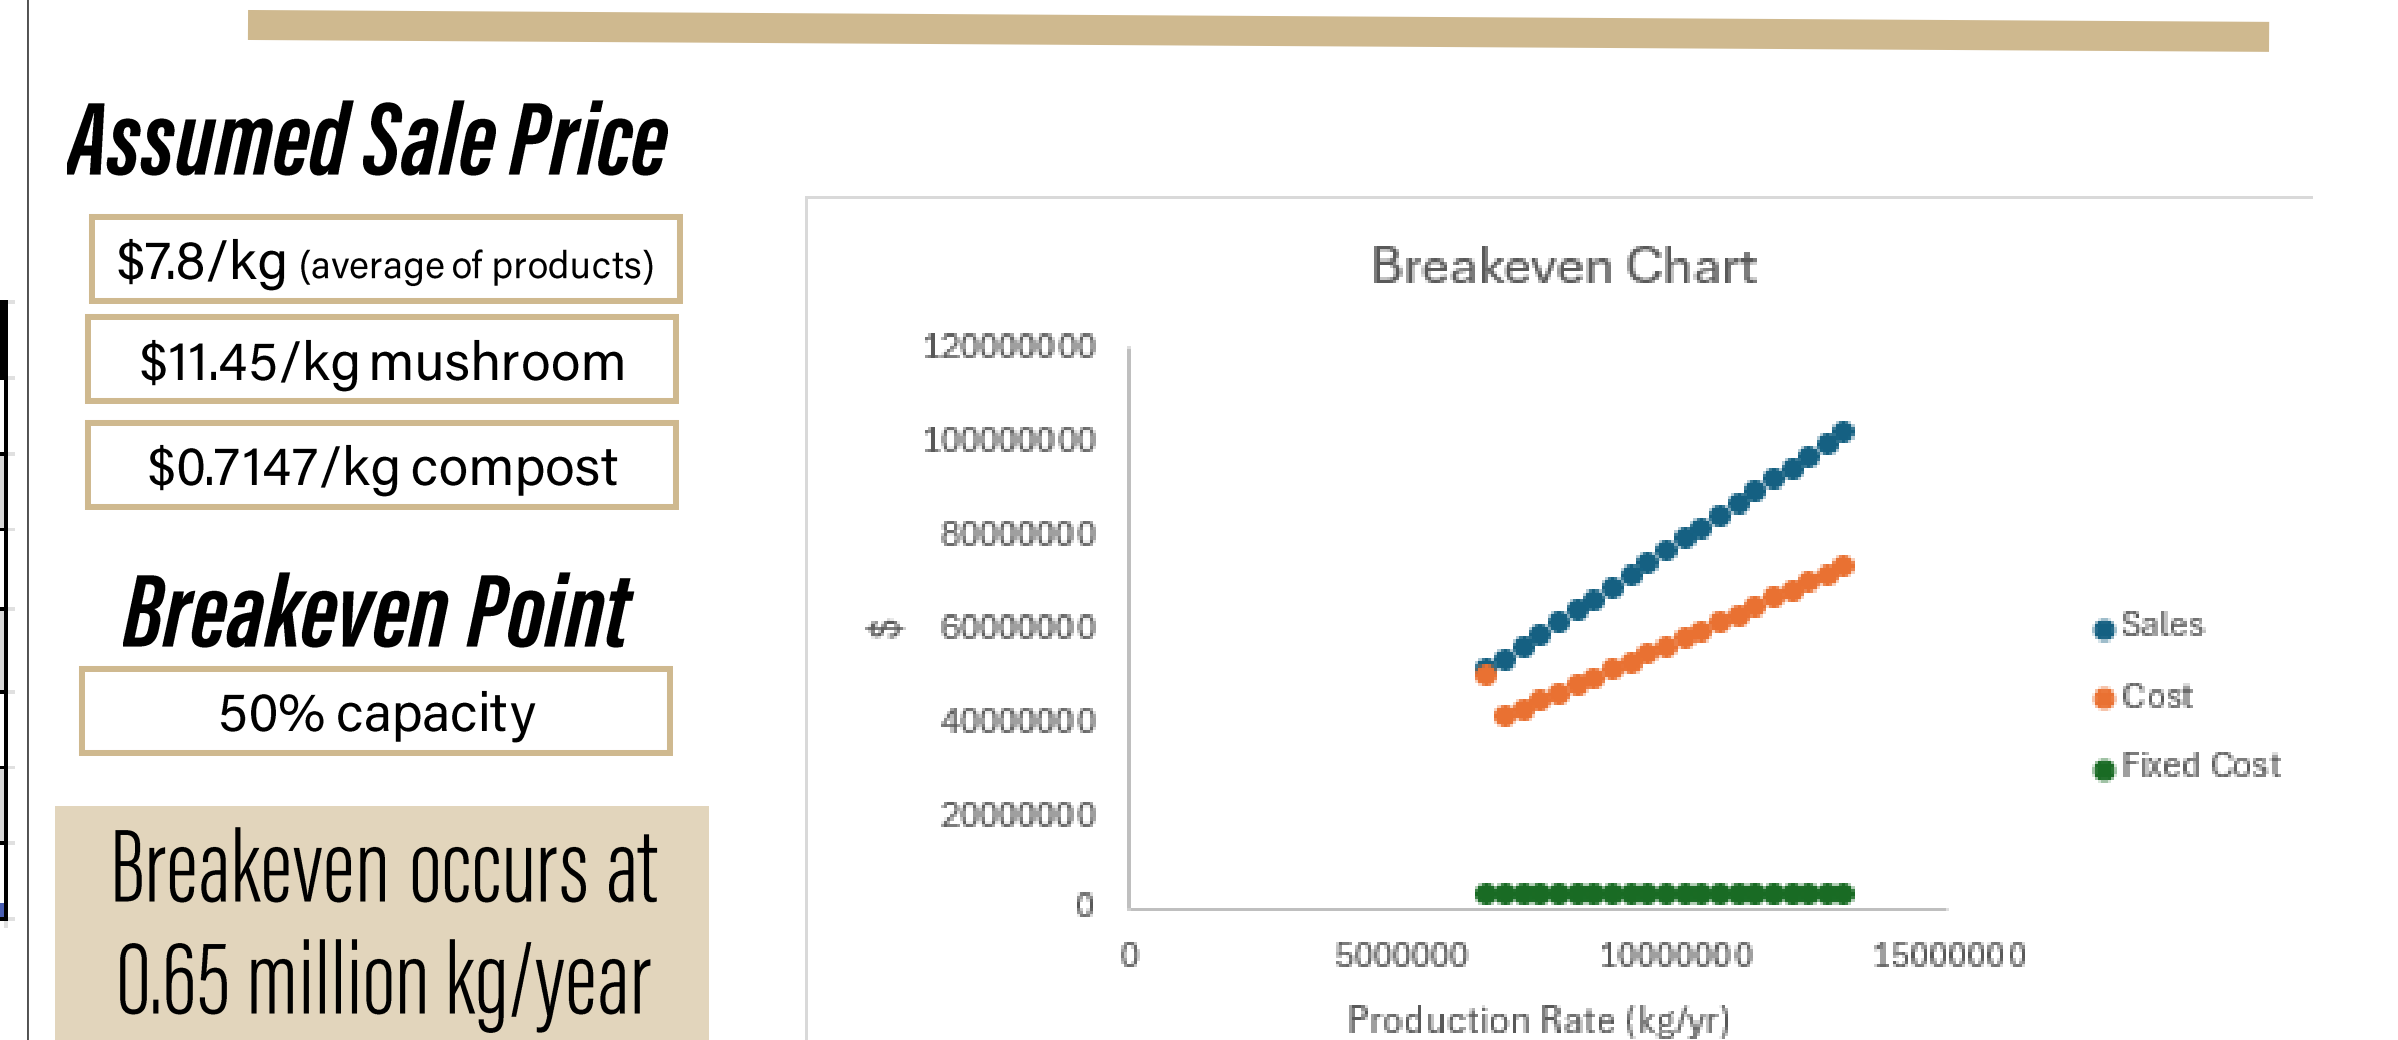 Assumed Sale Price
$7.8/kg (average of products)
$11.45/kg mushroom
$0.7147/kg compost
Breakeven Point
50% capacity
Breakeven occurs at
0.65 million kg/year
Breakeven Chart
120000000
100000000
80000000
60000000
40000000
20000000
0
$
0 5000000 10000000 15000000
Production Rate (kg/yr)
Sales
Cost
Fixed Cost